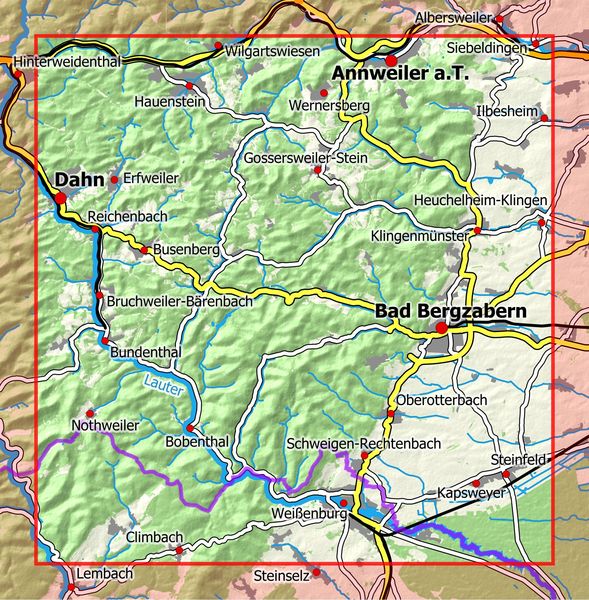 Albersweiler
Siebeldingen
Wilgartswiesen
Hinterweidenthal
Annweiler a.T.
Hauenstein
Wernersberg
Ilbesheim
Gossersweiler-Stein
Dahn
Erfweiler
Heuchelheim-Klingen
Reichenbach
Klingenmünster
Busenberg
Bruchweiler-Bärenbach
Bad Bergzabern
Bundenthal
Lauter
Oberotterbach
Nothweiler
Bobenthal
Schweigen-Rechtenbach
Steinfeld
Kapsweyer
Weißenburg
Climbach
Lembach
Steinselz